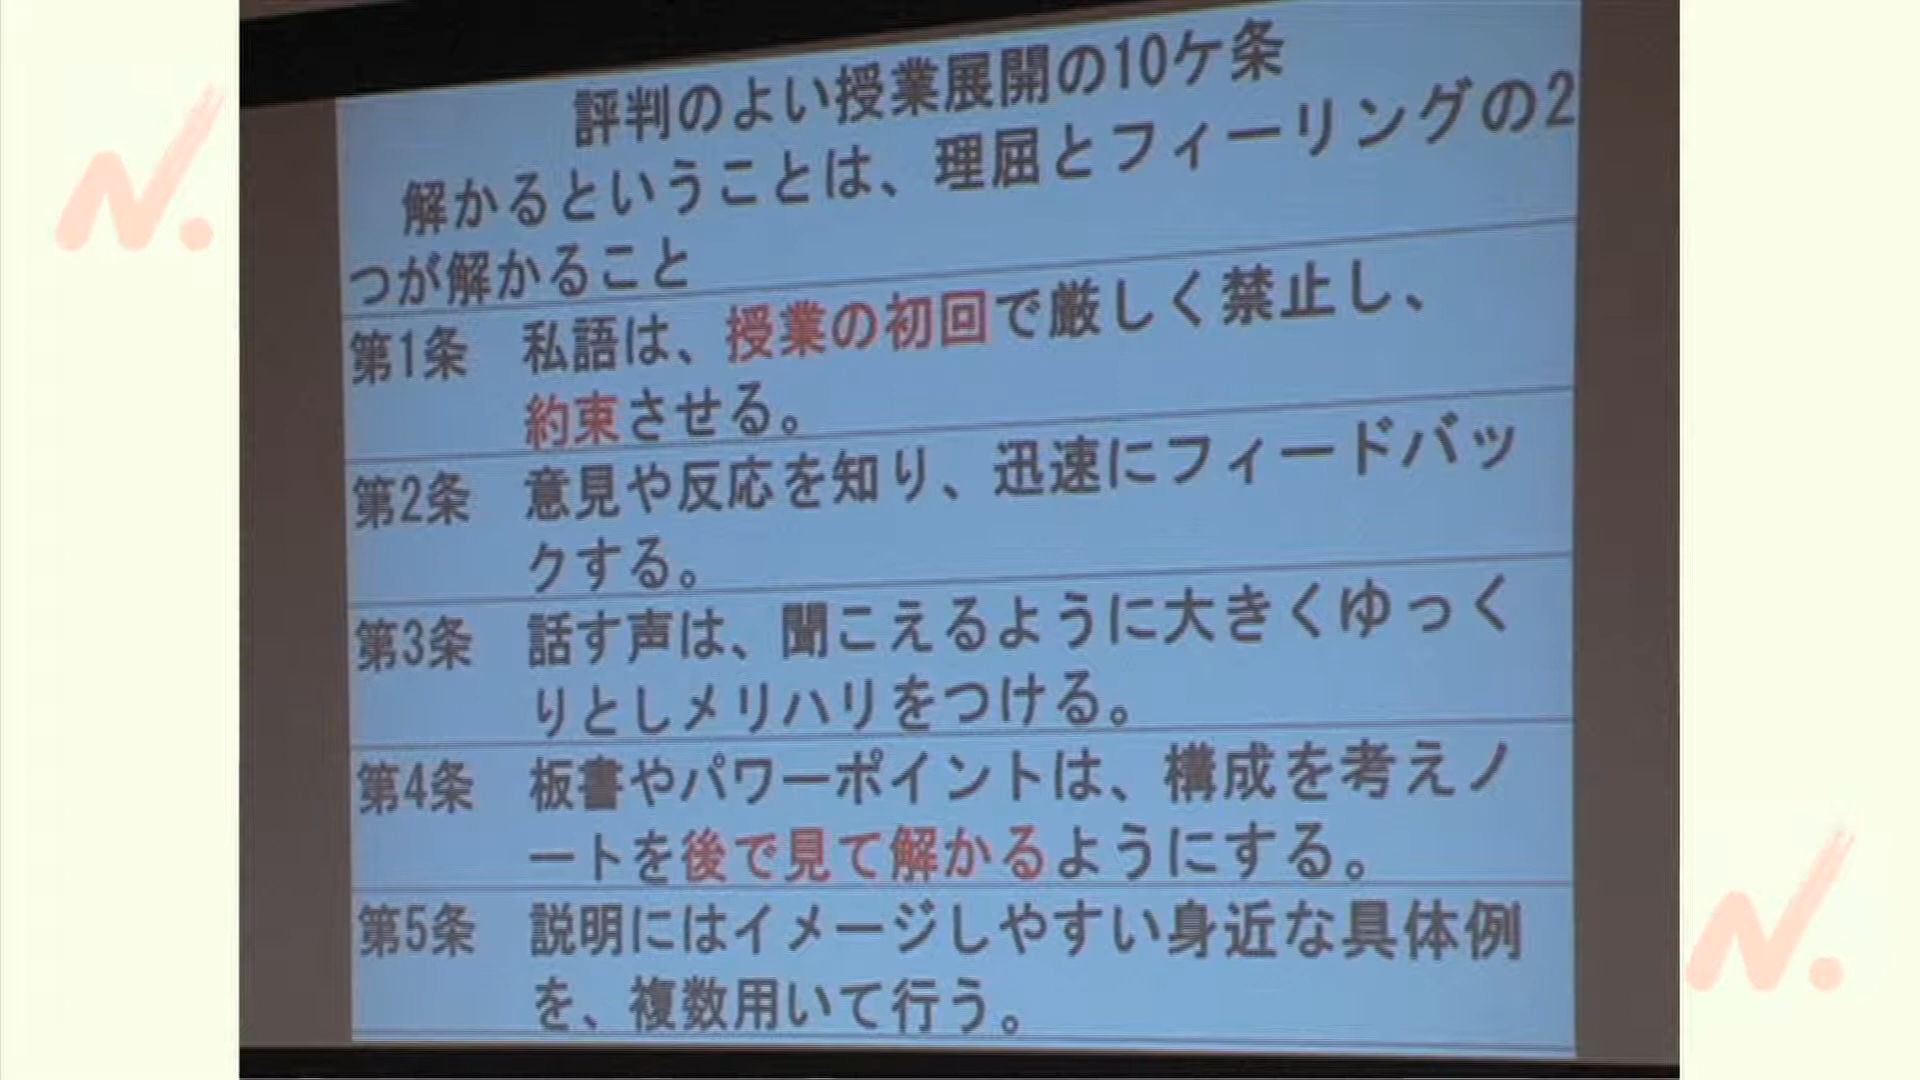 評判のよい授業展開の10ケ条
解かるということは、理屈とフィーリングの2
つが解かること
第1条 私語は、授業の初回で厳しく禁止し、
約束させる。
第2条 意見や反応を知り、迅速にフィードバッ
クする。
第3条 話す声は、聞こえるように大きくゆっく
りとしメリハリをつける。
第4条 板書やパワーポイントは、構成を考えノ
ートを後で見て解かるようにする。
第5条 説明にはイメージしやすい身近な具体例
を、複数用いて行う。
N.
N.